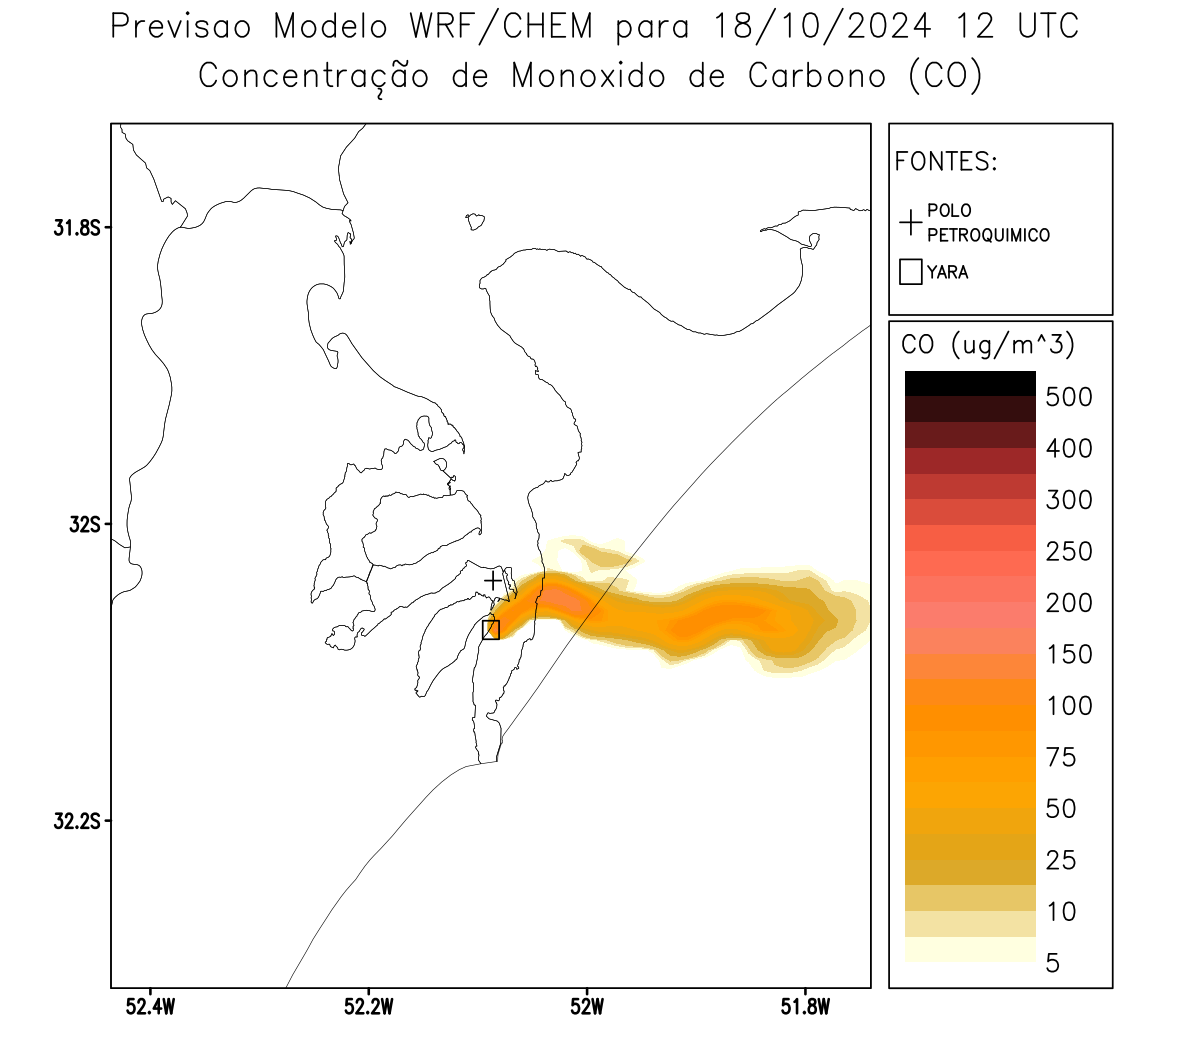 Previsao Modelo WRF/CHEM para 18/10/2024 12 UTC
Concentração de Monoxido de Carbono (CO)
FONTES:
POLO
PETROQUIMICO
YARA
CO (ug/m^3)
500
400
300
250
200
150
100
75
50
25
10
5
31.8S
32S
32.2S
52.4W
52.2W
52W
51.8W